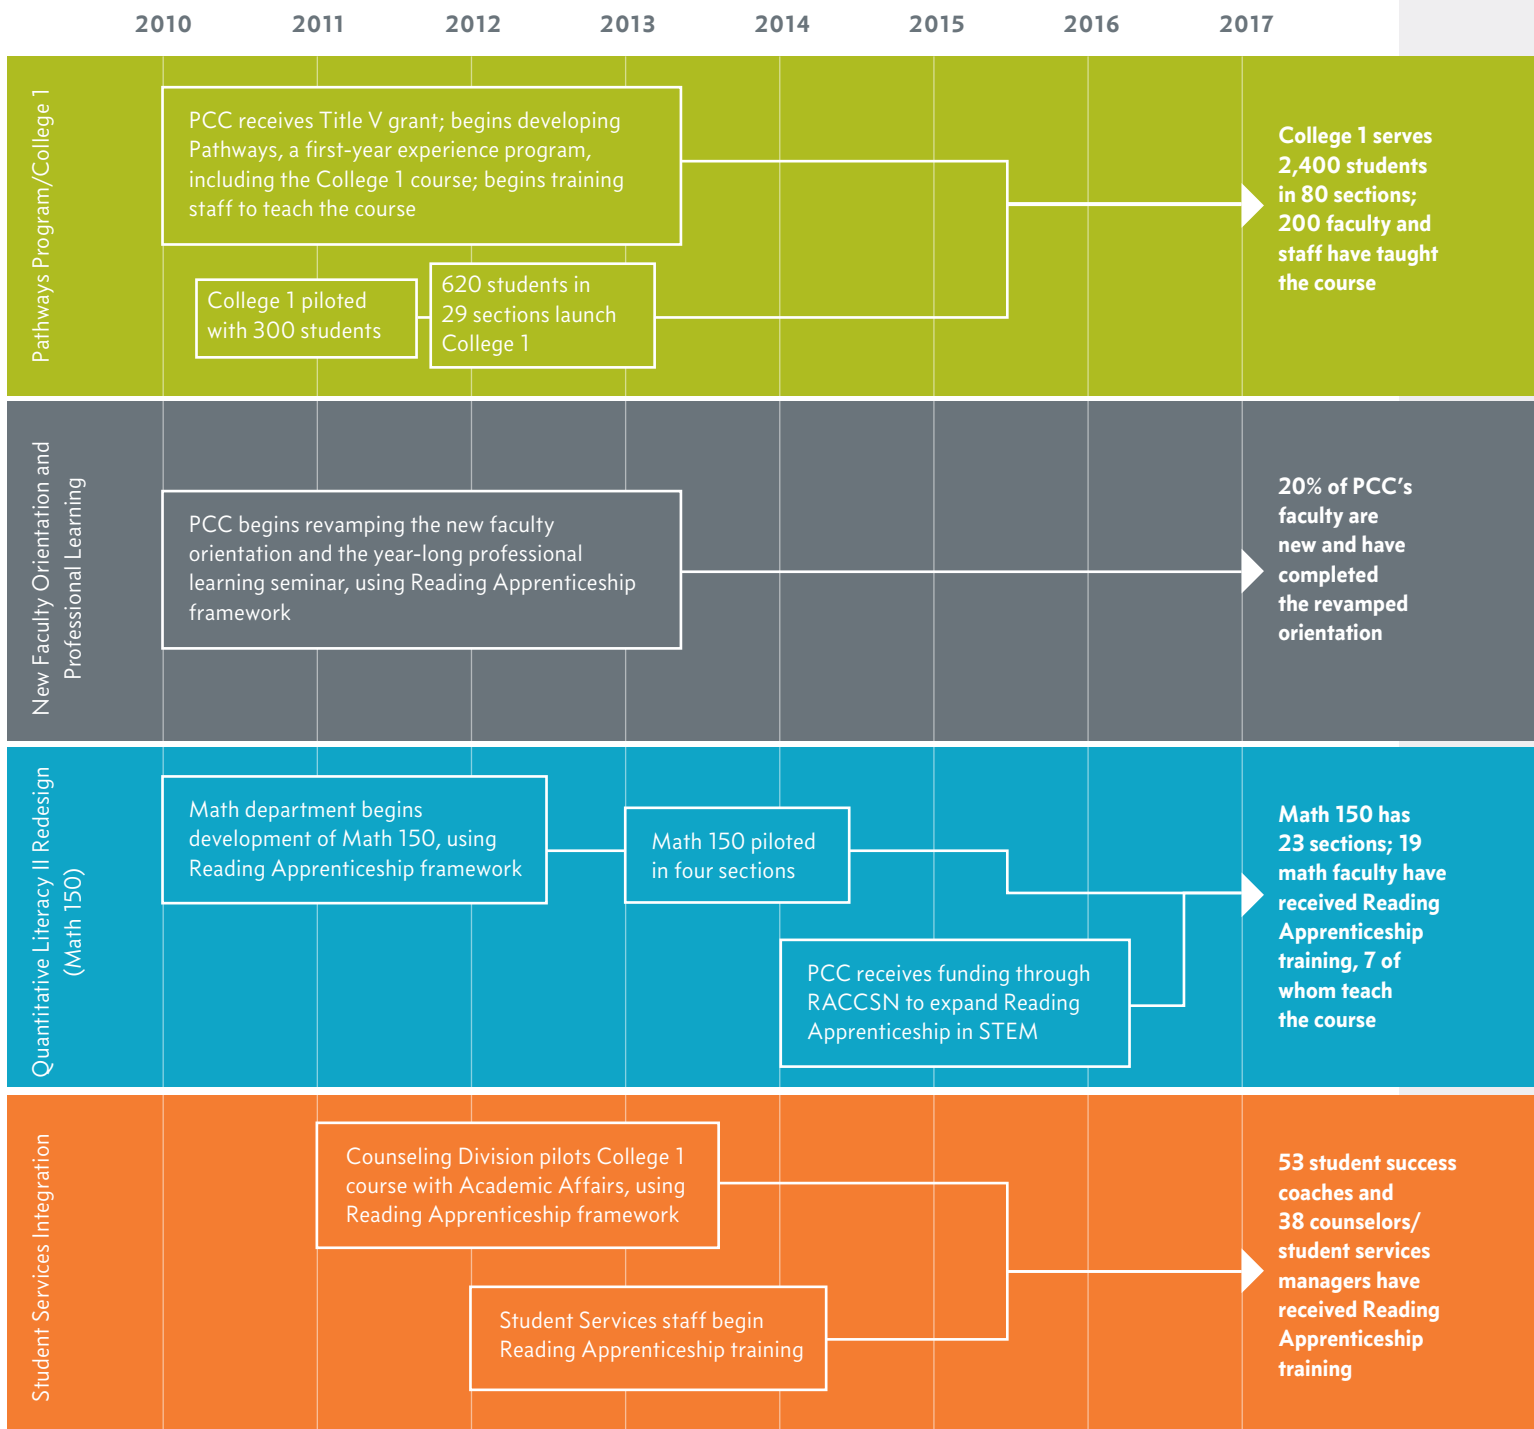 2010 2011 2012 2013 2014 2015 2016 2017
Pathways Program/College 1
PCC receives Title V grant; begins developing
Pathways, a first-year experience program,
including the College 1 course; begins training
staff to teach the course
College 1 piloted
with 300 students
620 students in
29 sections launch
College 1
College 1 serves
2,400 students
in 80 sections;
200 faculty and
staff have taught
the course
New Faculty Orientation and
Professional Learning
PCC begins revamping the new faculty
orientation and the year-long professional
learning seminar, using Reading Apprenticeship
framework
20% of PCC’s
faculty are
new and have
completed
the revamped
orientation
Quantitative Literacy II Redesign
(Math 150)
Math department begins
development of Math 150, using
Reading Apprenticeship framework
Math 150 piloted
in four sections
PCC receives funding through
RACCSN to expand Reading
Apprenticeship in STEM
Math 150 has
23 sections; 19
math faculty have
received Reading
Apprenticeship
training, 7 of
whom teach
the course
Student Services Integration
Counseling Division pilots College 1
course with Academic Affairs, using
Reading Apprenticeship framework
Student Services staff begin
Reading Apprenticeship training
53 student success
coaches and
38 counselors/
student services
managers have
received Reading
Apprenticeship
training